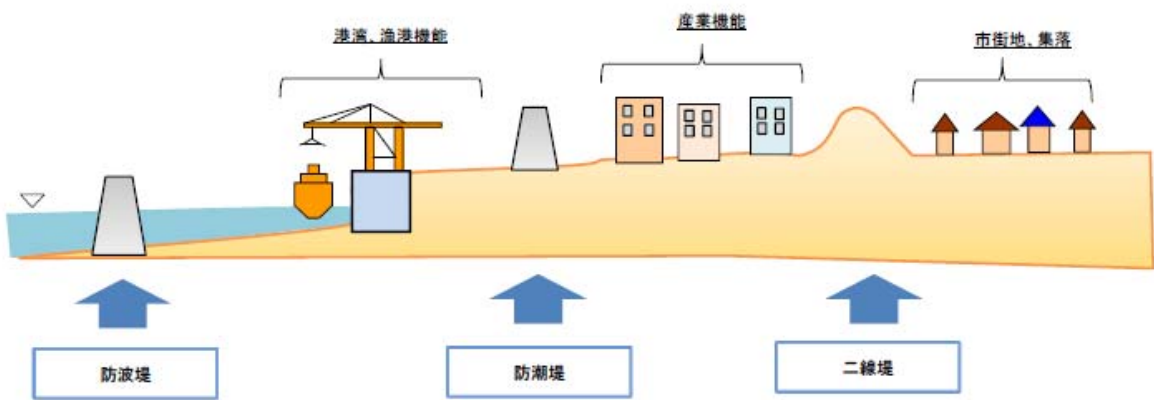 港湾、漁港機能
産業機能
市街地、集落
防波堤
防潮堤
二線堤